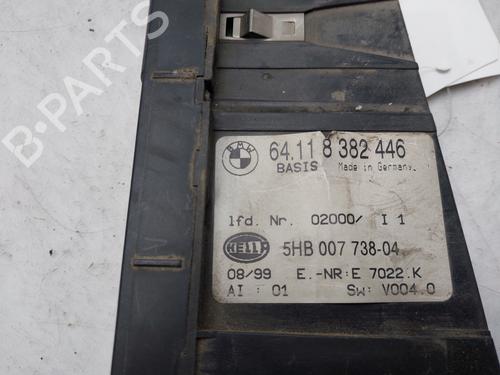 BMW 64.11 8 382 446
BASIS Made in Germany
lfd. Nr. 02000/ I 1
HELLA 5HB 007 738-04
08/99 E.-NR:E 7022.K
AI : 01 SW: V004.0
B-PARTS